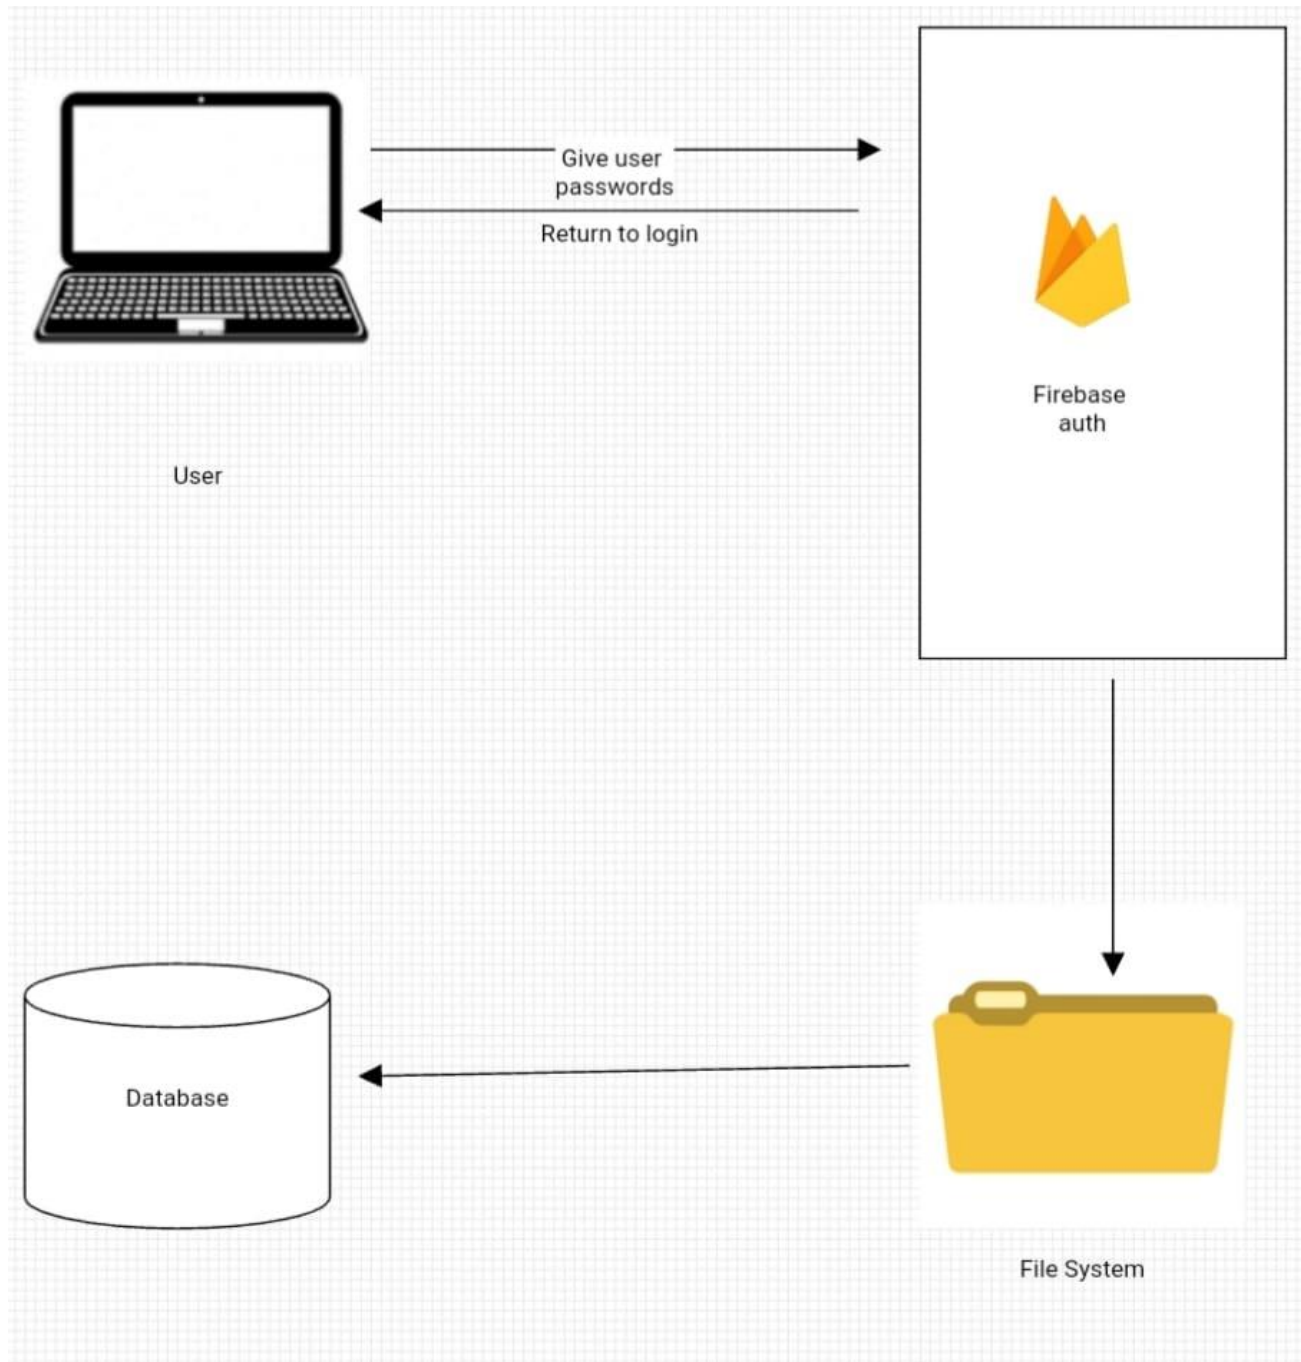 Give user
passwords
Return to login
Firebase
auth
User
Database
File System